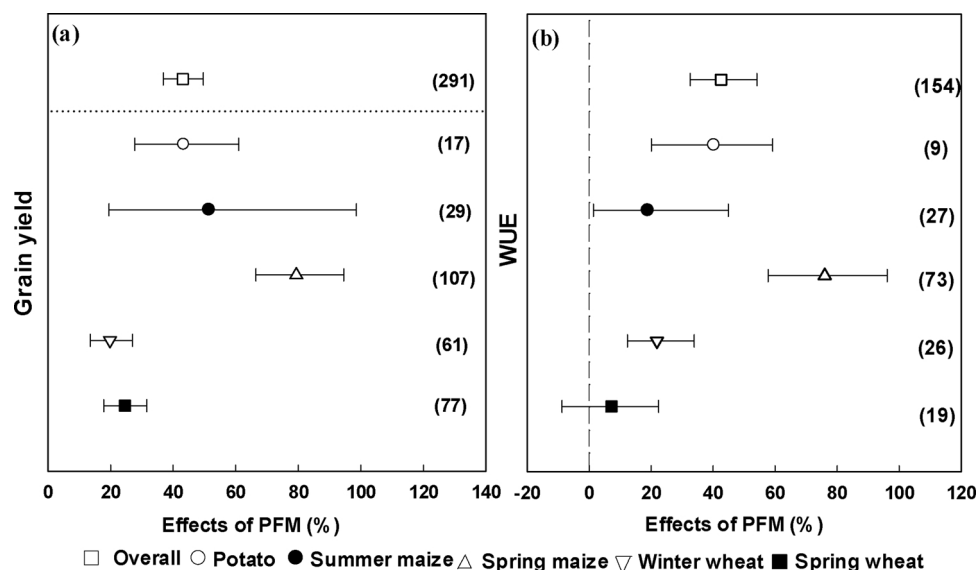 (a)
(291)
(17)
(29)
(107)
(61)
(77)
Grain yield
0 20 40 60 80 100 120 140
Effects of PFM (%)
(b)
(154)
(9)
(27)
(73)
(26)
(19)
WUE
-20 0 20 40 60 80 100 120
Effects of PFM (%)
Overall Potato Summer maize Spring maize Winter wheat Spring wheat